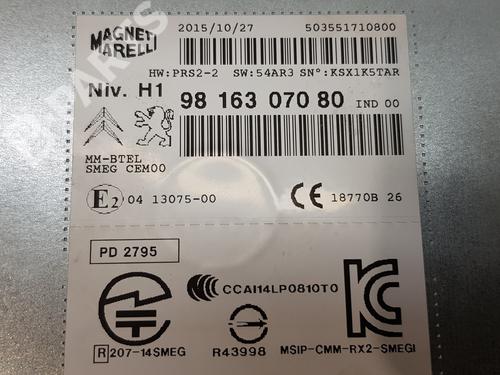 MAGNETI MARELLI
2015/10/27 503551710800
HW:PRS2-2 SW:54AR3 SN°:KSX1K5TAR
Niv. H1 98 163 070 80 IND 00
MM-BTEL
SMEG CEM00
E2 04 13075-00 CE 18770B 26
PD 2795
CCAI14LP0810T0
R 207-14SMEG R43998 MSIP-CMM-RX2-SMEGI